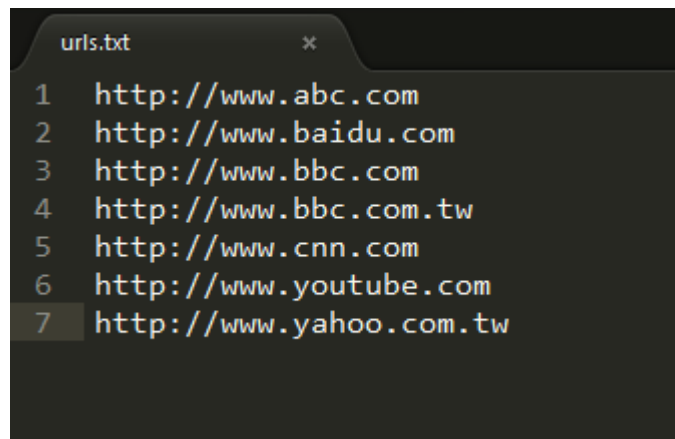 urls.txt ×
1 http://www.abc.com
2 http://www.baidu.com
3 http://www.bbc.com
4 http://www.bbc.com.tw
5 http://www.cnn.com
6 http://www.youtube.com
7 http://www.yahoo.com.tw